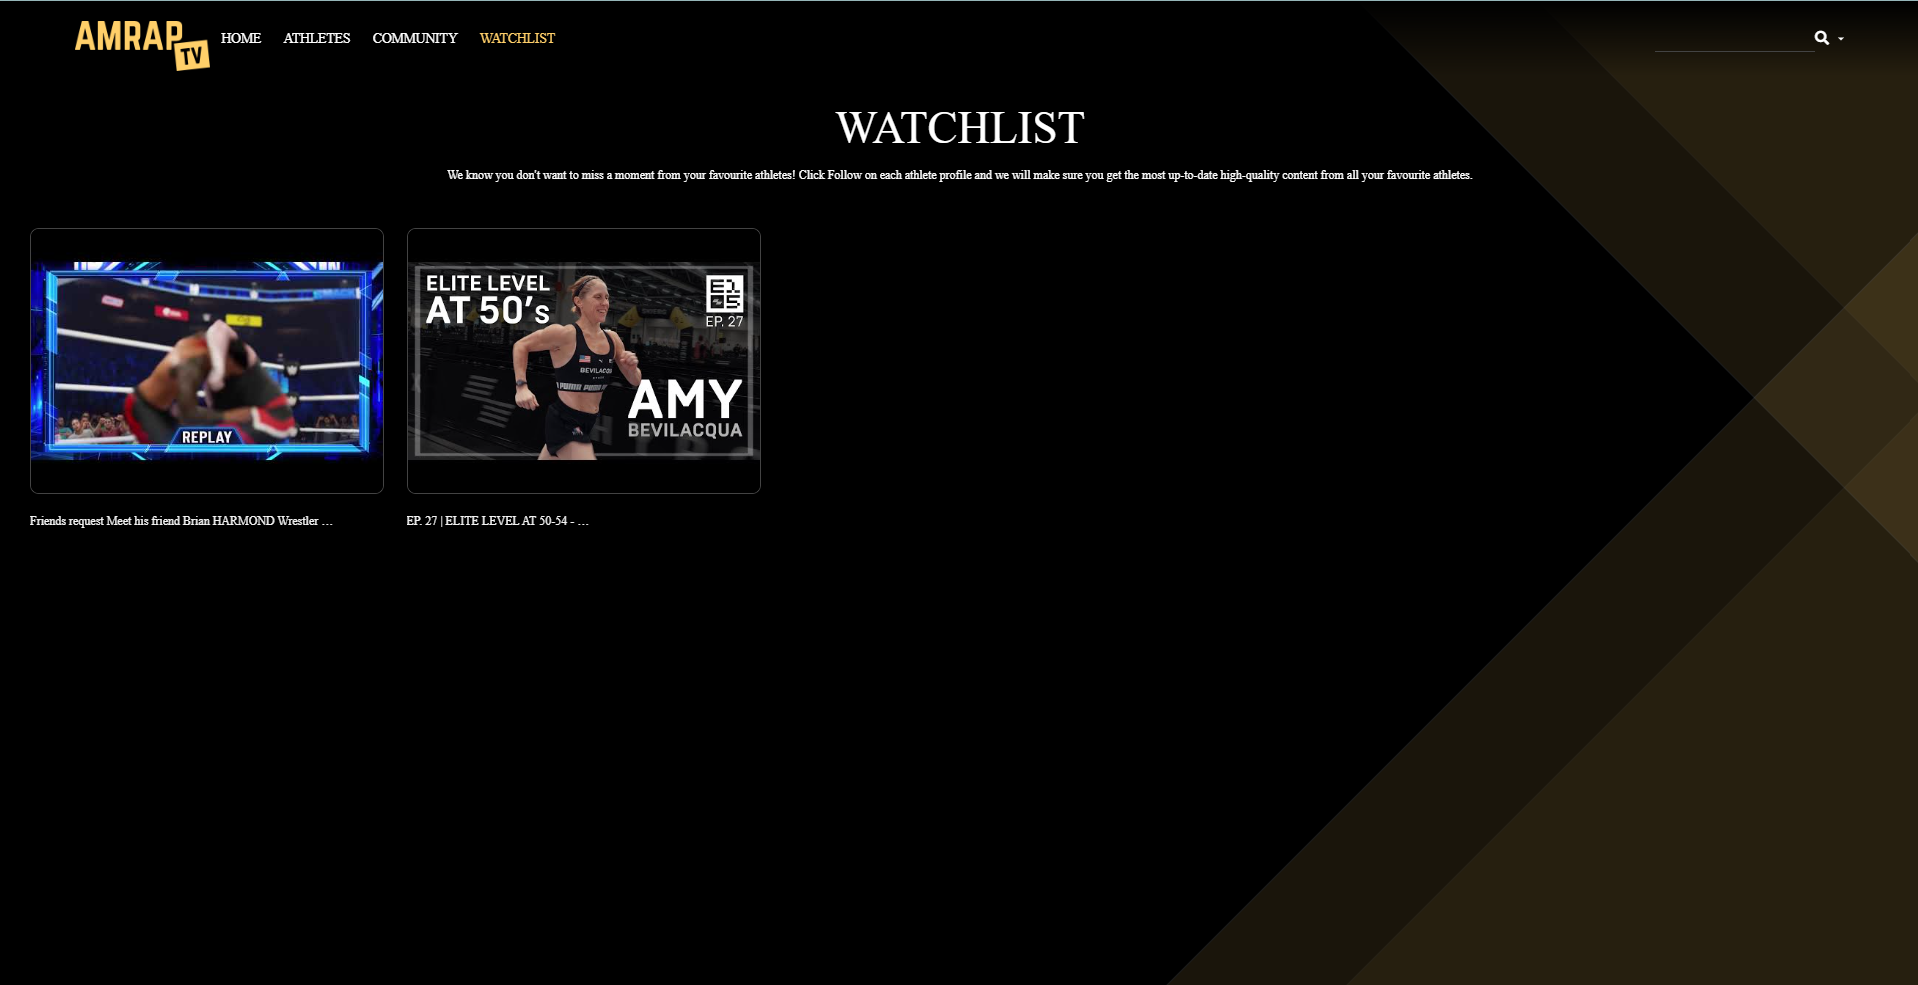 AMRAP
TV
HOME
ATHLETES
COMMUNITY
WATCHLIST
WATCHLIST
We know you don't want to miss a moment from your favourite athletes! Click Follow on each athlete profile and we will make sure you get the most up-to-date high-quality content from all your favourite athletes.
REPLAY
ELITE LEVEL
AT 50's
EP. 27
BEVILACQUA
AMY
BEVILACQUA
Friends request Meet his friend Brian HARMOND Wrestler ...
EP. 27 | ELITE LEVEL AT 50-54 - ...